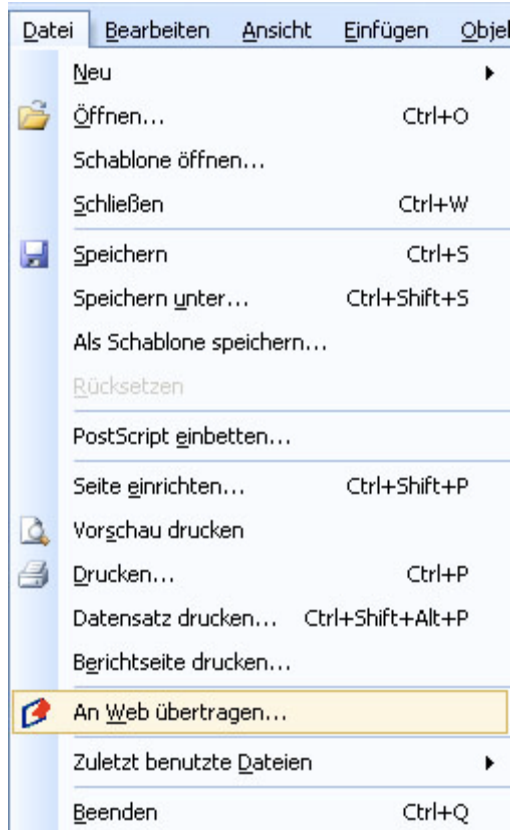 Datei Bearbeiten Ansicht Einfügen Objek
Neu
Öffnen... Ctrl+O
Schablone öffnen...
Schließen Ctrl+W
Speichern Ctrl+S
Speichern unter... Ctrl+Shift+S
Als Schablone speichern...
Rücksetzen
PostScript einbetten...
Seite einrichten... Ctrl+Shift+P
Vorschau drucken
Drucken... Ctrl+P
Datensatz drucken... Ctrl+Shift+Alt+P
Berichtseite drucken...
An Web übertragen...
Zuletzt benutzte Dateien
Beenden Ctrl+Q